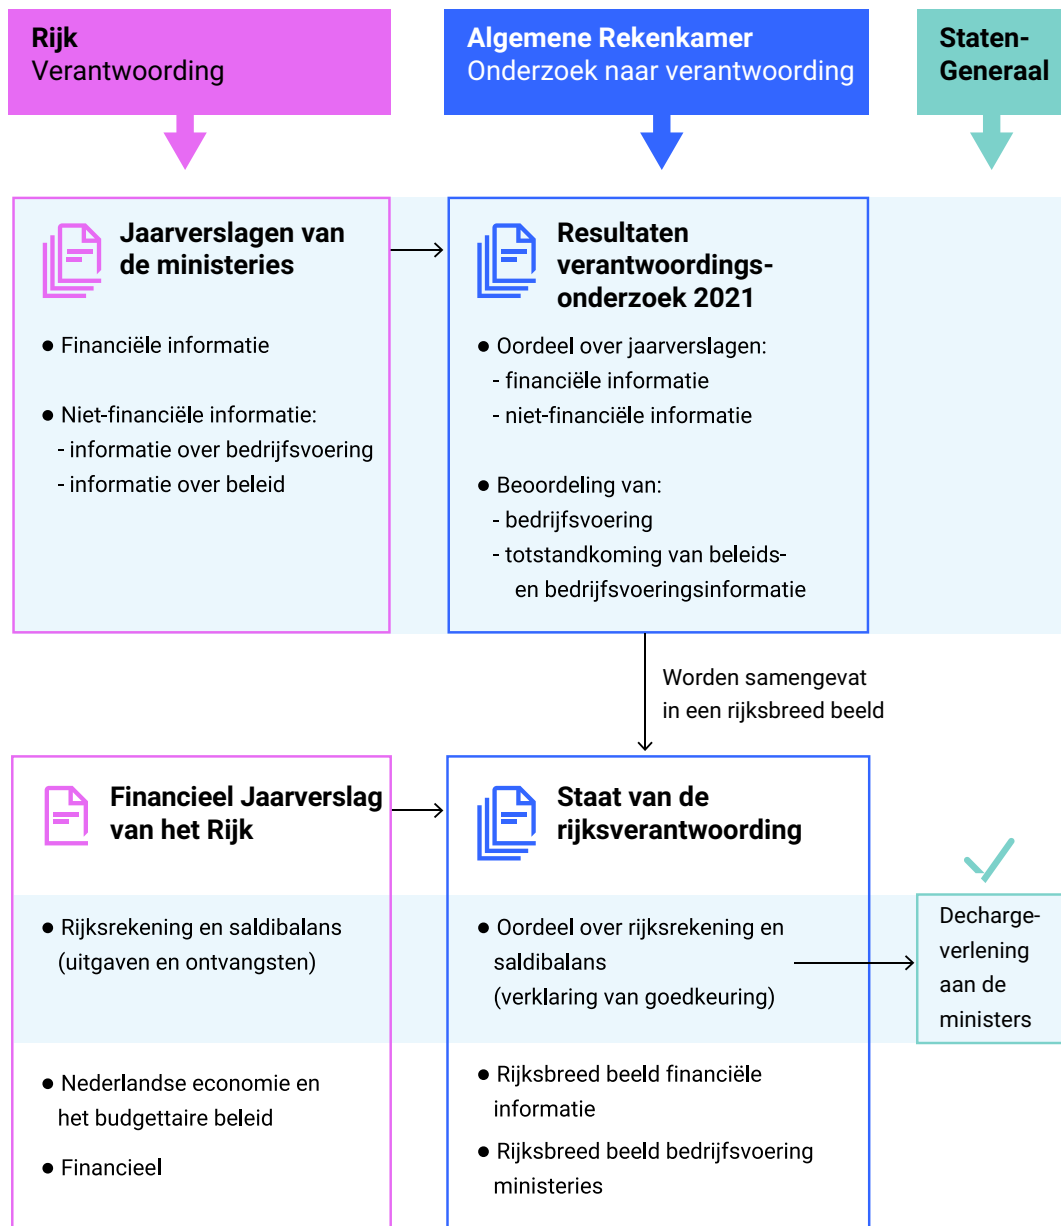 Rijk
Verantwoording
Algemene Rekenkamer
Onderzoek naar verantwoording
Staten-
Generaal
Jaarverslagen van
de ministeries
● Financiële informatie
● Niet-financiële informatie:
- informatie over bedrijfsvoering
- informatie over beleid
Resultaten
verantwoordings-
onderzoek 2021
● Oordeel over jaarverslagen:
- financiële informatie
- niet-financiële informatie
● Beoordeling van:
- bedrijfsvoering
- totstandkoming van beleids-
en bedrijfsvoeringsinformatie
Worden samengevat
in een rijksbreed beeld
Financieel Jaarverslag
van het Rijk
● Rijksrekening en saldibalans
(uitgaven en ontvangsten)
● Nederlandse economie en
het budgettaire beleid
● Financieel
Staat van de
rijksverantwoording
● Oordeel over rijksrekening en
saldibalans
(verklaring van goedkeuring)
● Rijksbreed beeld financiële
informatie
● Rijksbreed beeld bedrijfsvoering
ministeries
Decharge-
verlening
aan de
ministers